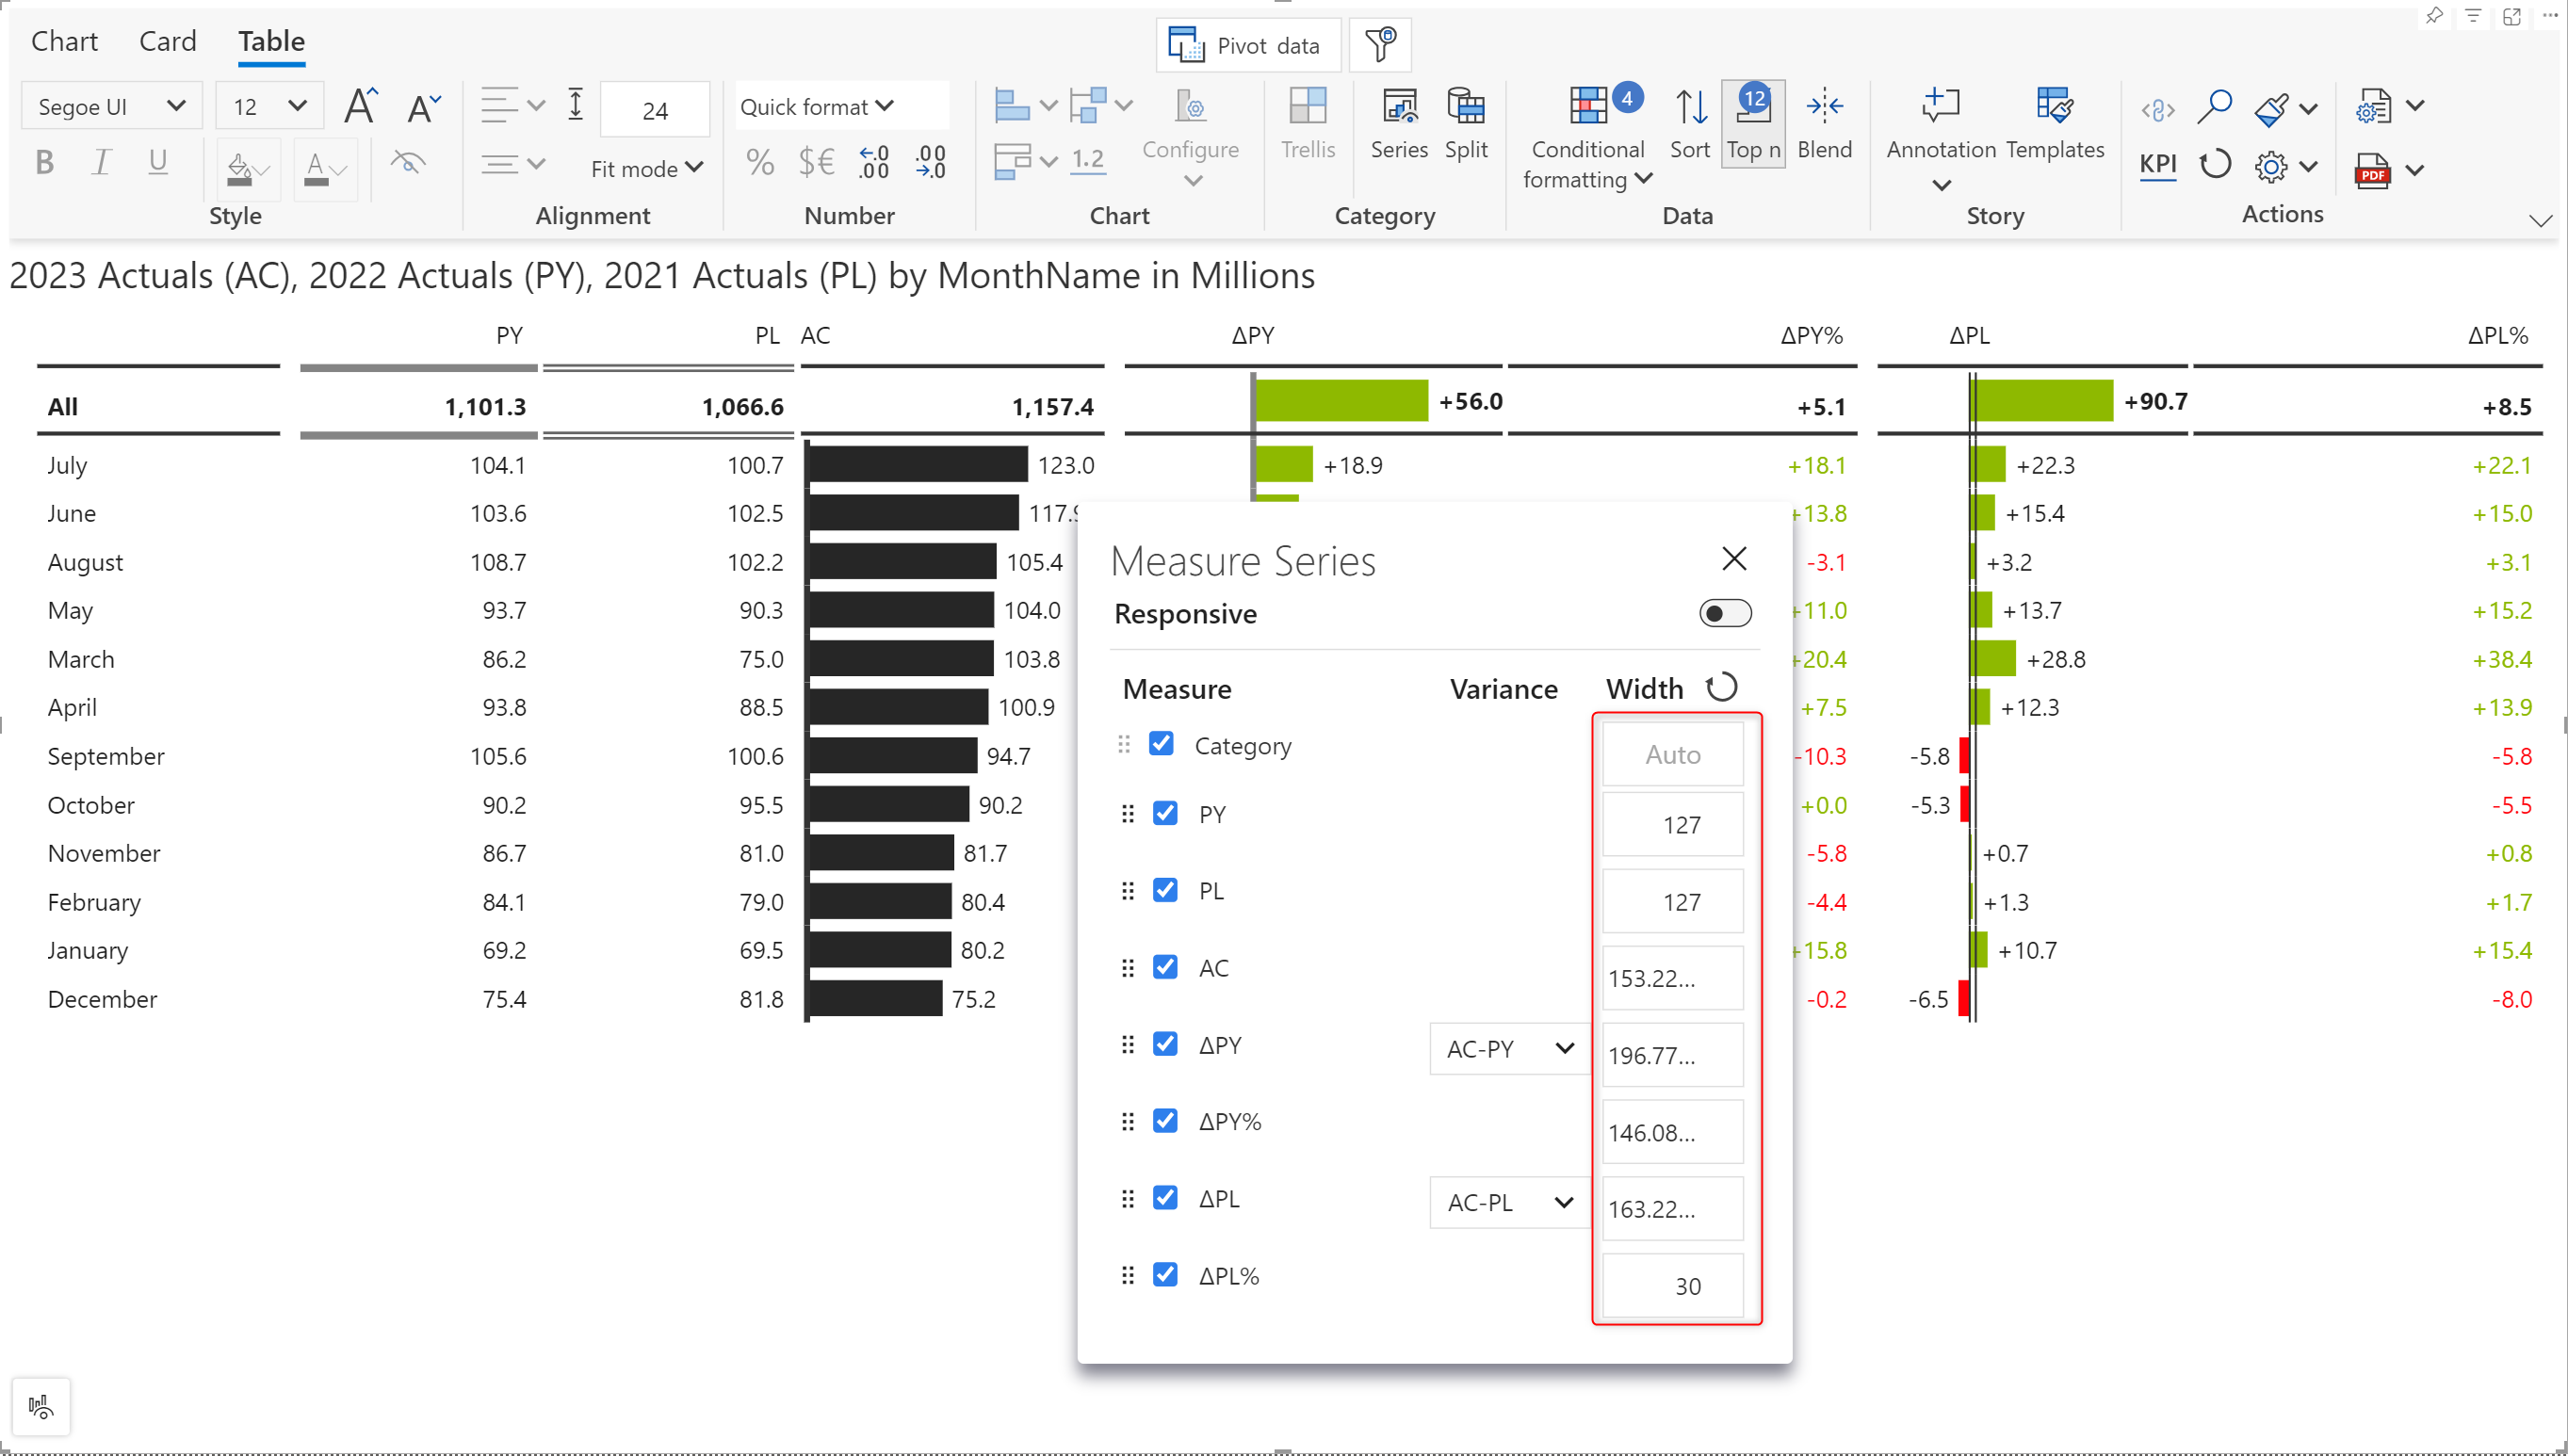 Chart Card Table
Pivot data
Segoe UI 12 A A 24 Quick format 4 12
B I U A Fit mode % $€ .0 .00 .00 .0 1.2 Configure Trellis Series Split Conditional formatting Sort Top n Blend Annotation Templates KPI PDF
Style Alignment Number Chart Category Data Story Actions
2023 Actuals (AC), 2022 Actuals (PY), 2021 Actuals (PL) by MonthName in Millions
PY PL AC ΔPY ΔPY% ΔPL ΔPL%
All 1,101.3 1,066.6 1,157.4 +56.0 +5.1 +90.7 +8.5
July 104.1 100.7 123.0 +18.9 +18.1 +22.3 +22.1
June 103.6 102.5 117.9 +13.8 +15.4 +15.0
August 108.7 102.2 105.4 -3.1 +3.2 +3.1
May 93.7 90.3 104.0 +11.0 +13.7 +15.2
March 86.2 75.0 103.8 +20.4 +28.8 +38.4
April 93.8 88.5 100.9 +7.5 +12.3 +13.9
September 105.6 100.6 94.7 -10.3 -5.8 -5.8
October 90.2 95.5 90.2 +0.0 -5.3 -5.5
November 86.7 81.0 81.7 -5.8 +0.7 +0.8
February 84.1 79.0 80.4 -4.4 +1.3 +1.7
January 69.2 69.5 80.2 +15.8 +10.7 +15.4
December 75.4 81.8 75.2 -0.2 -6.5 -8.0
Measure Series
Responsive
Measure Variance Width
Category Auto
PY 127
PL 127
AC 153.22...
ΔPY AC-PY 196.77...
ΔPY% 146.08...
ΔPL AC-PL 163.22...
ΔPL% 30